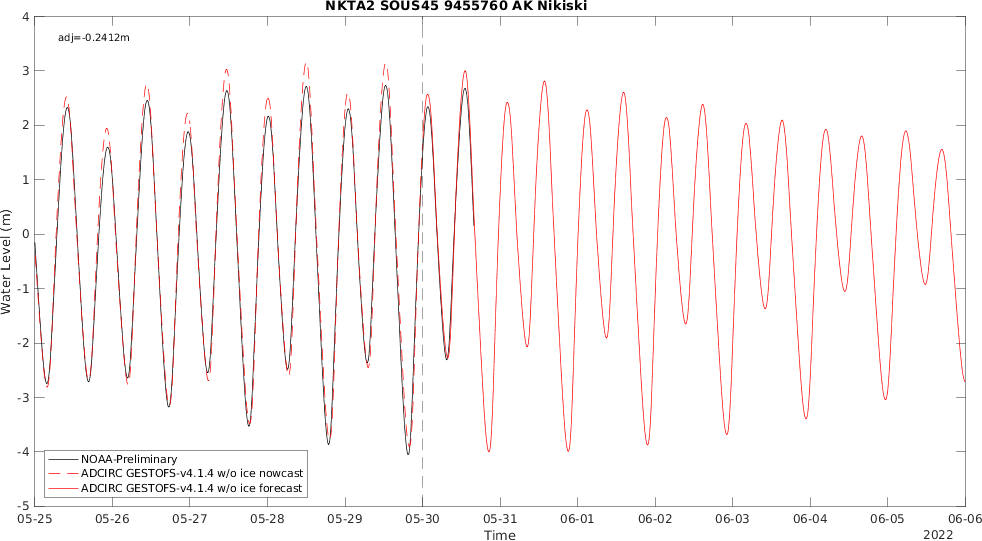 NKTA2 SOUS45 9455760 AK Nikiski
4
3
2
1
0
-1
-2
-3
-4
-5
Water Level (m)
adj=-0.2412m
NOAA-Preliminary
ADCIRC GESTOFS-v4.1.4 w/o ice nowcast
ADCIRC GESTOFS-v4.1.4 w/o ice forecast
05-25 05-26 05-27 05-28 05-29 05-30 05-31 06-01 06-02 06-03 06-04 06-05 06-06
Time
2022